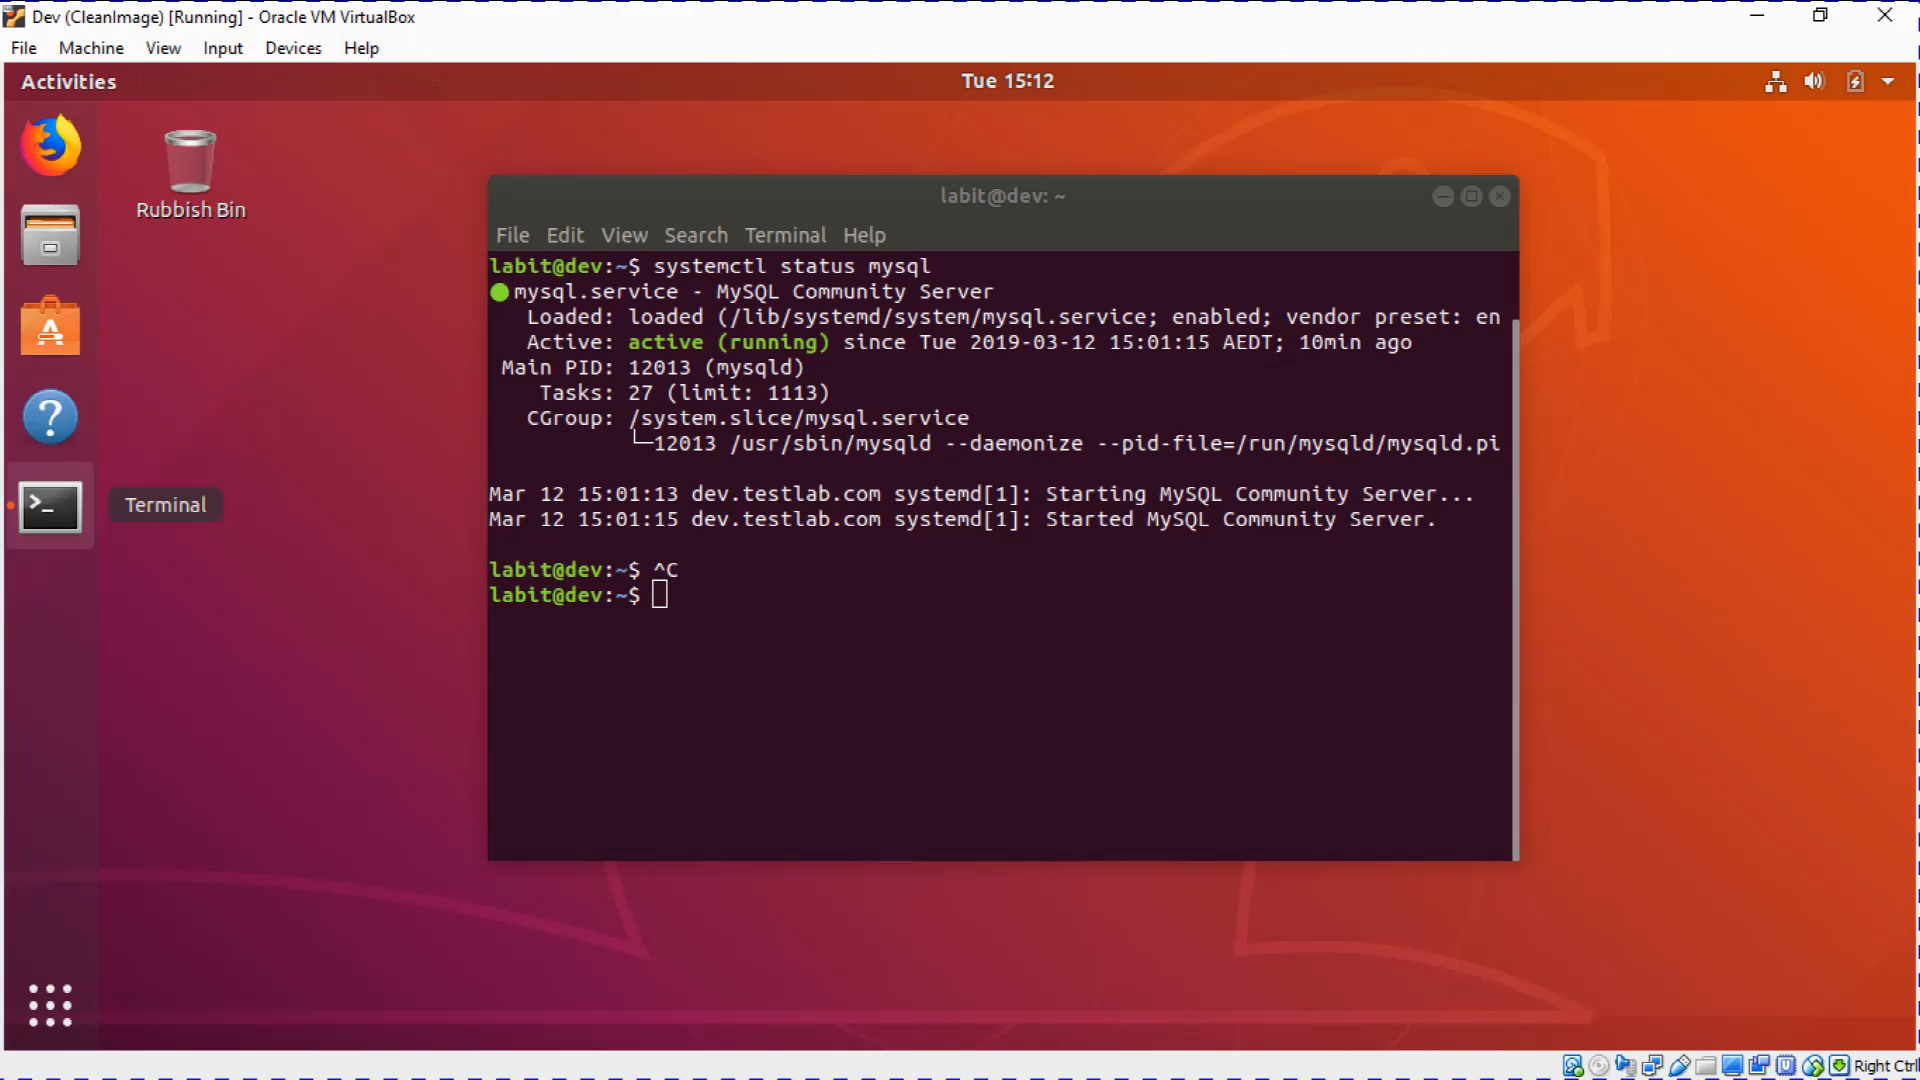 Dev (CleanImage) [Running] - Oracle VM VirtualBox
File Machine View Input Devices Help
Activities
Tue 15:12
Rubbish Bin
labit@dev: ~
File Edit View Search Terminal Help
labit@dev:~$ systemctl status mysql
mysql.service - MySQL Community Server
Loaded: loaded (/lib/systemd/system/mysql.service; enabled; vendor preset: en
Active: active (running) since Tue 2019-03-12 15:01:15 AEDT; 10min ago
Main PID: 12013 (mysqld)
Tasks: 27 (limit: 1113)
CGroup: /system.slice/mysql.service
└─12013 /usr/sbin/mysqld --daemonize --pid-file=/run/mysqld/mysqld.pi
Mar 12 15:01:13 dev.testlab.com systemd[1]: Starting MySQL Community Server...
Mar 12 15:01:15 dev.testlab.com systemd[1]: Started MySQL Community Server.
labit@dev:~$ ^C
labit@dev:~$
Terminal
Right Ctrl